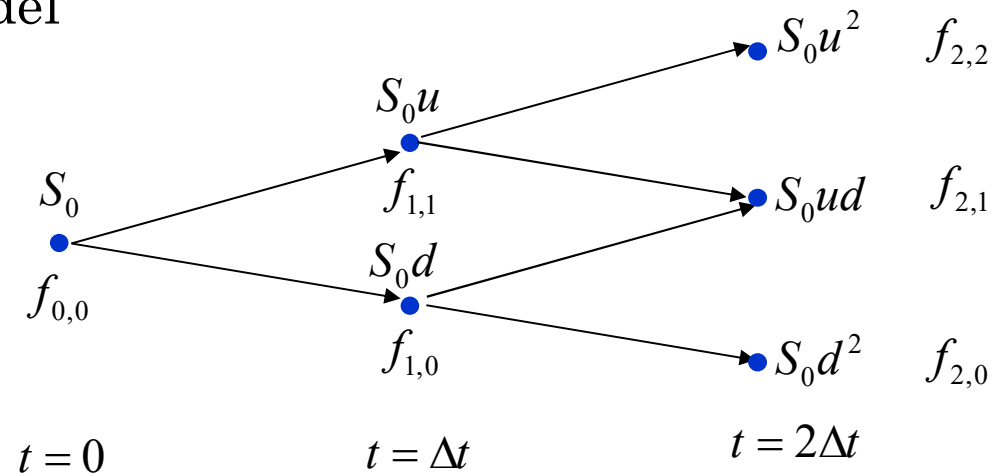 del
S₀u² f₂,₂
S₀u
f₁,₁
S₀
S₀ud f₂,₁
S₀d
f₀,₀
f₁,₀
S₀d² f₂,₀
t = 0 t = Δt t = 2Δt